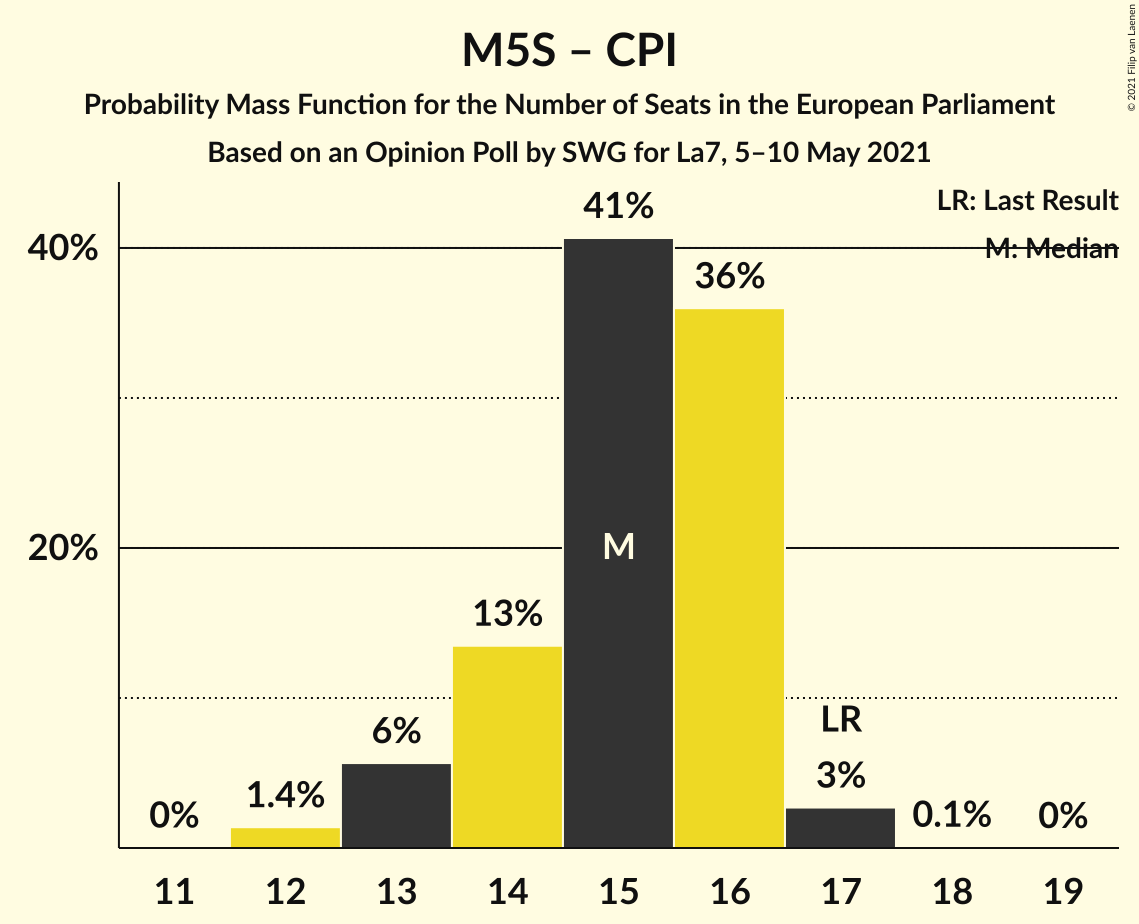 M5S – CPI
Probability Mass Function for the Number of Seats in the European Parliament
Based on an Opinion Poll by SWG for La7, 5–10 May 2021
© 2021 Filip van Laenen
LR: Last Result
M: Median
40%
20%
0%
1.4%
6%
13%
41%
M
36%
LR
3%
0.1%
0%
11 12 13 14 15 16 17 18 19